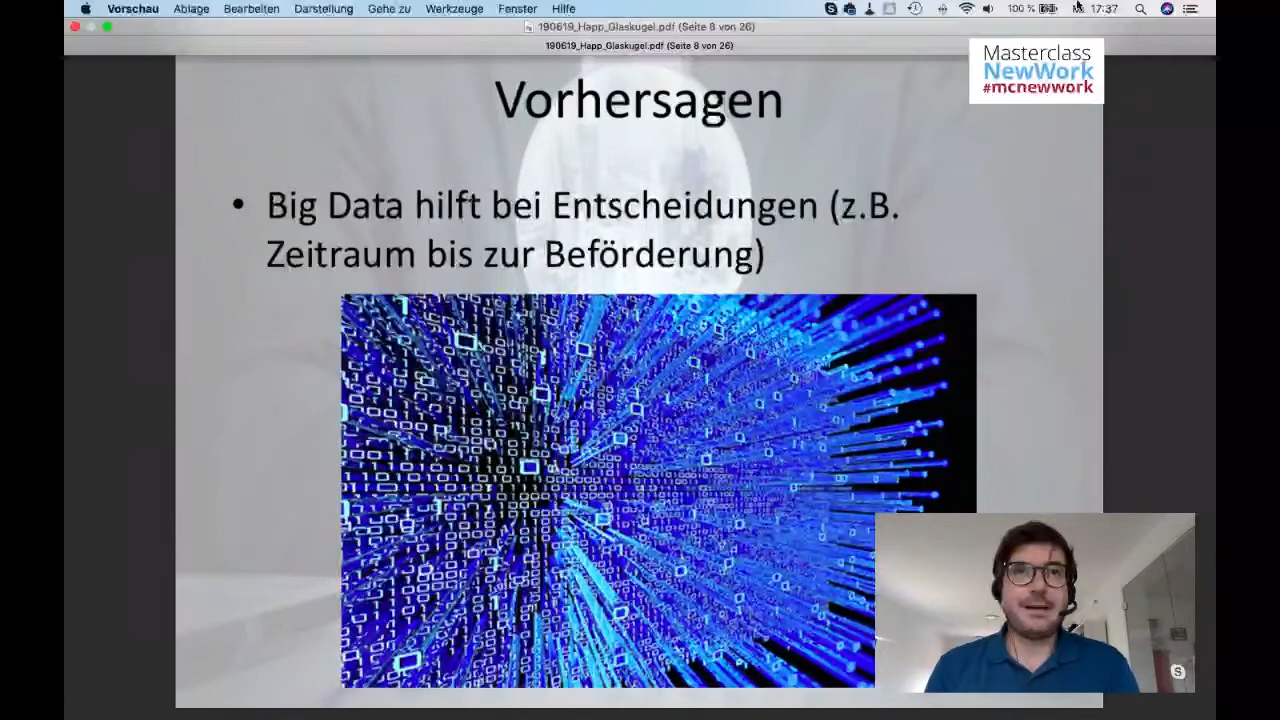 Vorschau Ablage Bearbeiten Darstellung Gehe zu Werkzeuge Fenster Hilfe
100 % 17:37
190619_Happ_Glaskugel.pdf (Seite 8 von 26)
190619_Happ_Glaskugel.pdf (Seite 8 von 26)
Masterclass
NewWork
#mcnewwork
Vorhersagen
• Big Data hilft bei Entscheidungen (z.B.
Zeitraum bis zur Beförderung)